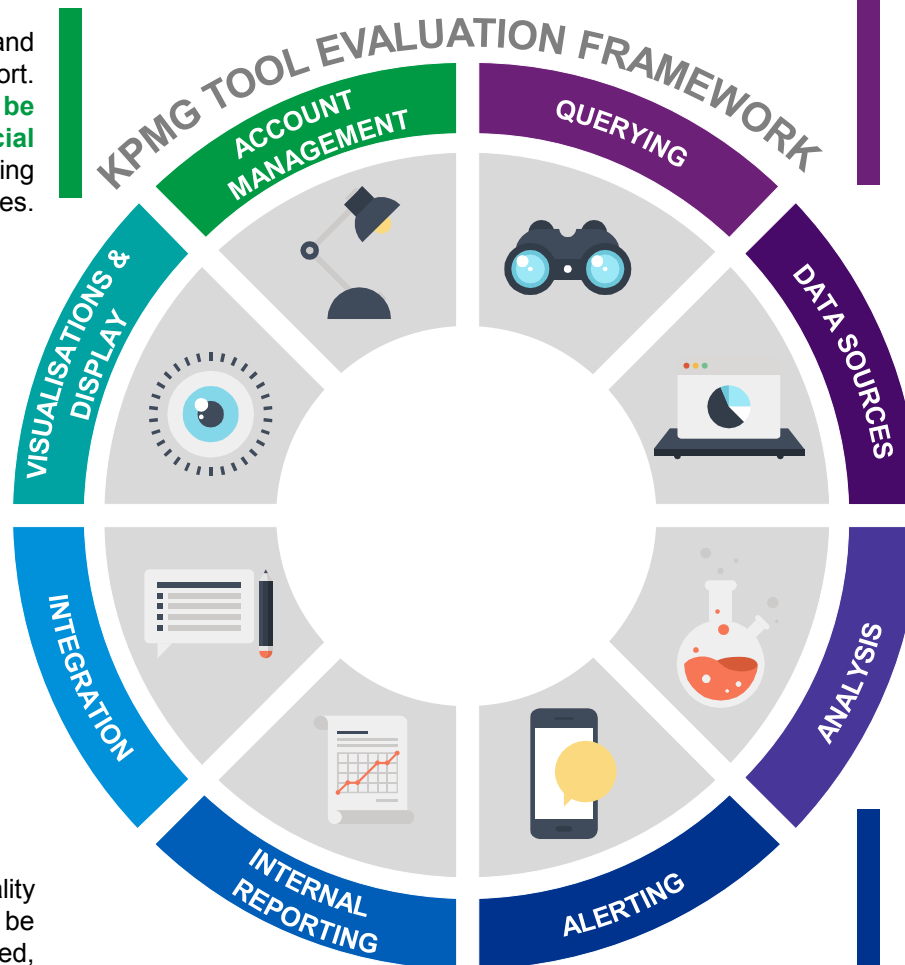 and
ort.
be
cial
ing
es.
KPMG TOOL EVALUATION FRAMEWORK
ACCOUNT
MANAGEMENT
QUERYING
DATA SOURCES
ANALYSIS
ALERTING
INTERNAL
REPORTING
INTEGRATION
VISUALISATIONS &
DISPLAY
ality
be
ed,